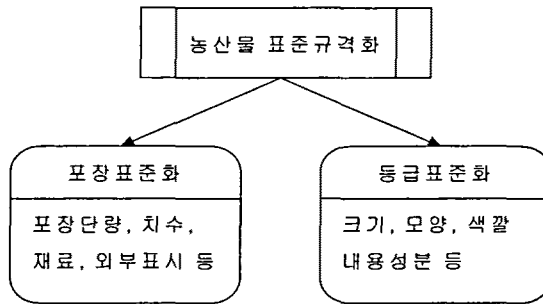 농산물 표준규격화
포장표준화
포장단량, 치수,
재료, 외부표시 등
등급표준화
크기, 모양, 색깔
내용성분 등